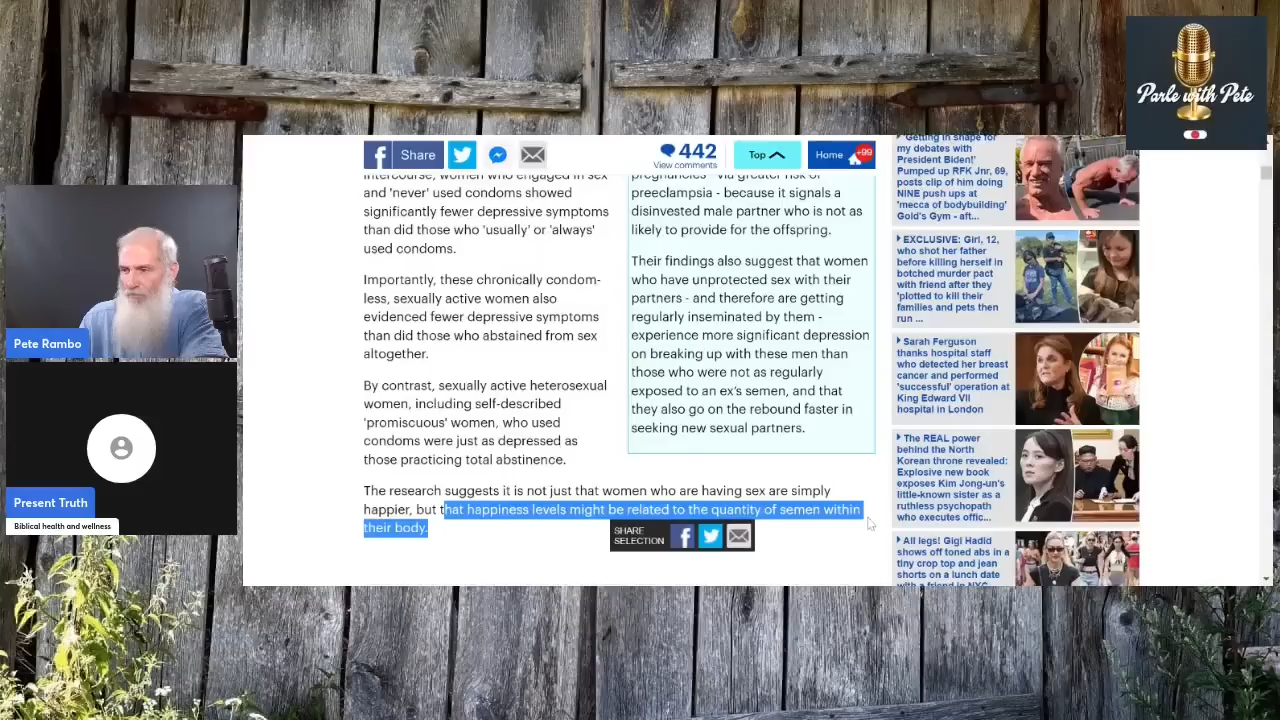 Parle with Pete
Pete Rambo
Present Truth
Biblical health and wellness
Share
442
View comments
Top
Home
+99
intercourse, women who engaged in sex
and 'never' used condoms showed
significantly fewer depressive symptoms
than did those who 'usually' or 'always'
used condoms.
Importantly, these chronically condom-
less, sexually active women also
evidenced fewer depressive symptoms
than did those who abstained from sex
altogether.
By contrast, sexually active heterosexual
women, including self-described
'promiscuous' women, who used
condoms were just as depressed as
those practicing total abstinence.
pregnancies - via greater risk of
preeclampsia - because it signals a
disinvested male partner who is not as
likely to provide for the offspring.
Their findings also suggest that women
who have unprotected sex with their
partners - and therefore are getting
regularly inseminated by them -
experience more significant depression
on breaking up with these men than
those who were not as regularly
exposed to an ex's semen, and that
they also go on the rebound faster in
seeking new sexual partners.
The research suggests it is not just that women who are having sex are simply
happier, but that happiness levels might be related to the quantity of semen within
their body.
SHARE
SELECTION
'Getting in shape for
my debates with
President Biden!'
Pumped up RFK Jnr, 69,
posts clip of him doing
NINE push ups at
'mecca of bodybuilding'
Gold's Gym - aft...
EXCLUSIVE: Girl, 12,
who shot her father
before killing herself in
botched murder pact
with friend after they
'plotted to kill their
families and pets then
run ...
Sarah Ferguson
thanks hospital staff
who detected her breast
cancer and performed
'successful' operation at
King Edward VII
hospital in London
The REAL power
behind the North
Korean throne revealed:
Explosive new book
exposes Kim Jong-un's
little-known sister as a
ruthless psychopath
who executes offic...
All legs! Gigi Hadid
shows off toned abs in a
tiny crop top and jean
shorts on a lunch date
with a friend in NYC